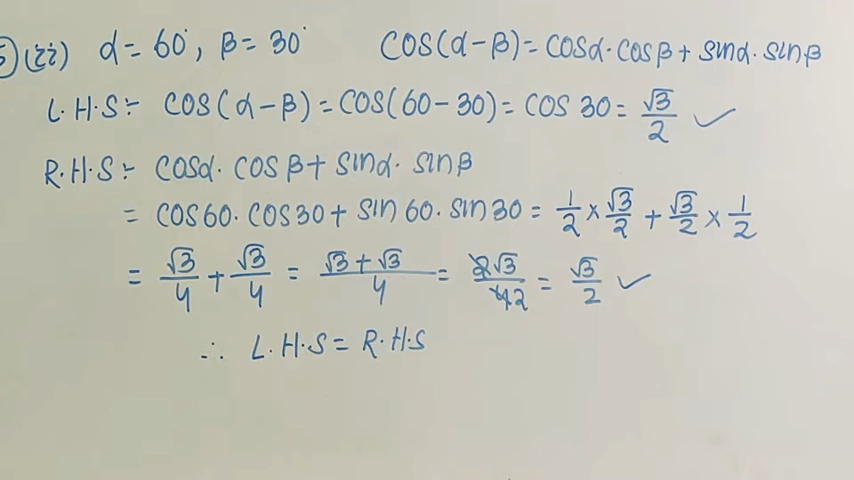 5) (ii) α = 60°, β = 30° COS(α-β) = COSα·COSβ + sinα·sinβ
L.H.S:- COS(α-β) = COS(60-30) = COS 30 = √3/2 ✓
R.H.S:- COSα·COSβ + sinα·sinβ
= COS60·COS30 + sin60·sin30 = 1/2 × √3/2 + √3/2 × 1/2
= √3/4 + √3/4 = √3+√3/4 = 2√3/42 = √3/2 ✓
∴ L.H.S = R.H.S